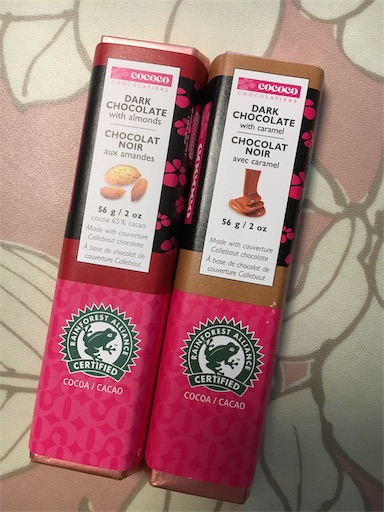 COCOCO
CHOCOLATIERS
DARK
CHOCOLATE
with almonds
CHOCOLAT
NOIR
aux amandes
56 g / 2 oz
cocoa 65% cacao
Made with couverture
Callebaut chocolate
À base de chocolat de
couverture Callebaut
RAINFOREST ALLIANCE
CERTIFIED
COCOA / CACAO
COCOCO
CHOCOLATIERS
DARK
CHOCOLATE
with caramel
CHOCOLAT
NOIR
avec caramel
56 g / 2 oz
Made with couverture
Callebaut chocolate
À base de chocolat de
couverture Callebaut
RAINFOREST ALLIANCE
CERTIFIED
COCOA / CACAO